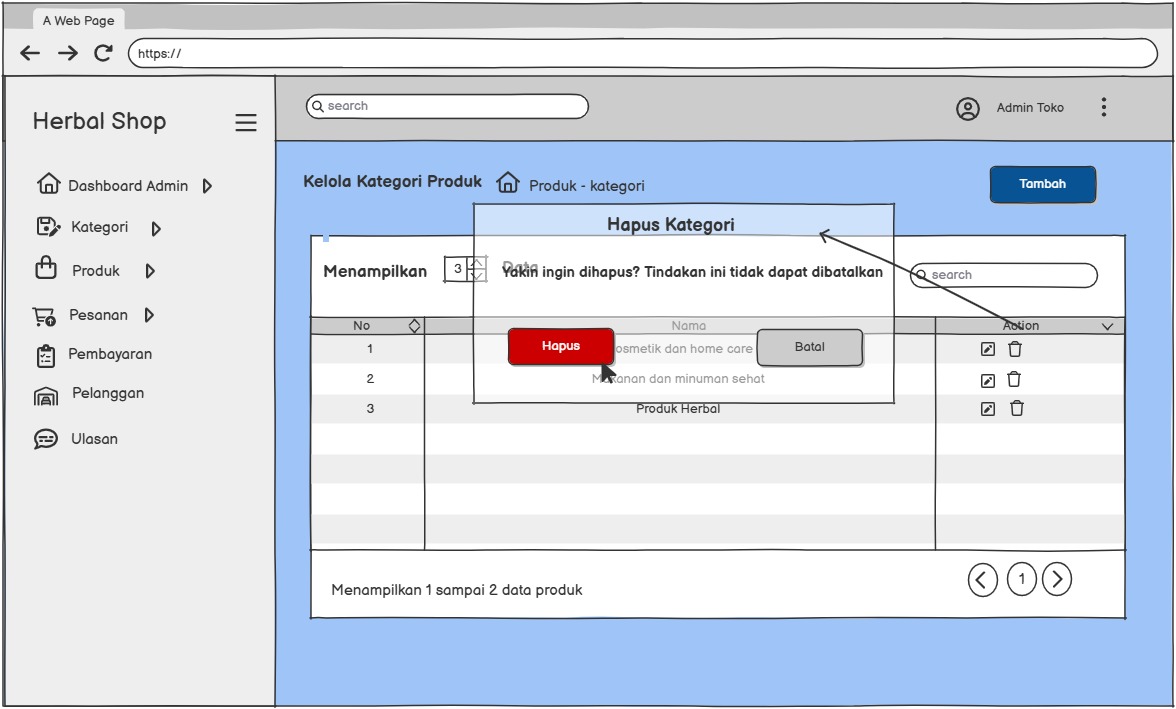 A Web Page
https://
Herbal Shop
search
Admin Toko
Dashboard Admin
Kategori
Produk
Pesanan
Pembayaran
Pelanggan
Ulasan
Kelola Kategori Produk
Produk - kategori
Tambah
Hapus Kategori
Menampilkan
3
Data
Yakin ingin dihapus? Tindakan ini tidak dapat dibatalkan
search
No
Nama
Action
Hapus
Batal
1
dan home care
2
dan minuman sehat
3
Produk Herbal
Menampilkan 1 sampai 2 data produk
1